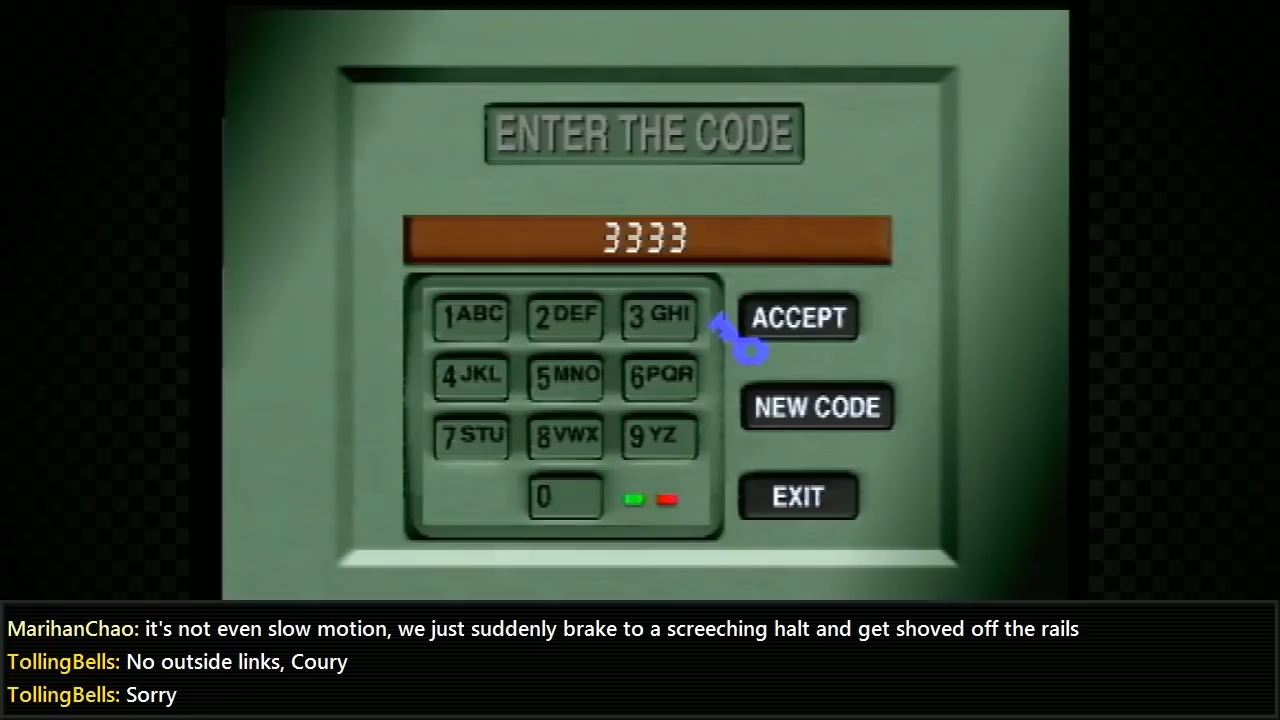 ENTER THE CODE
3333
1ABC 2DEF 3 GHI
4JKL 5MNO 6PQR
7STU 8VWX 9YZ
0
ACCEPT
NEW CODE
EXIT
MarihanChao: it's not even slow motion, we just suddenly brake to a screeching halt and get shoved off the rails
TollingBells: No outside links, Coury
TollingBells: Sorry